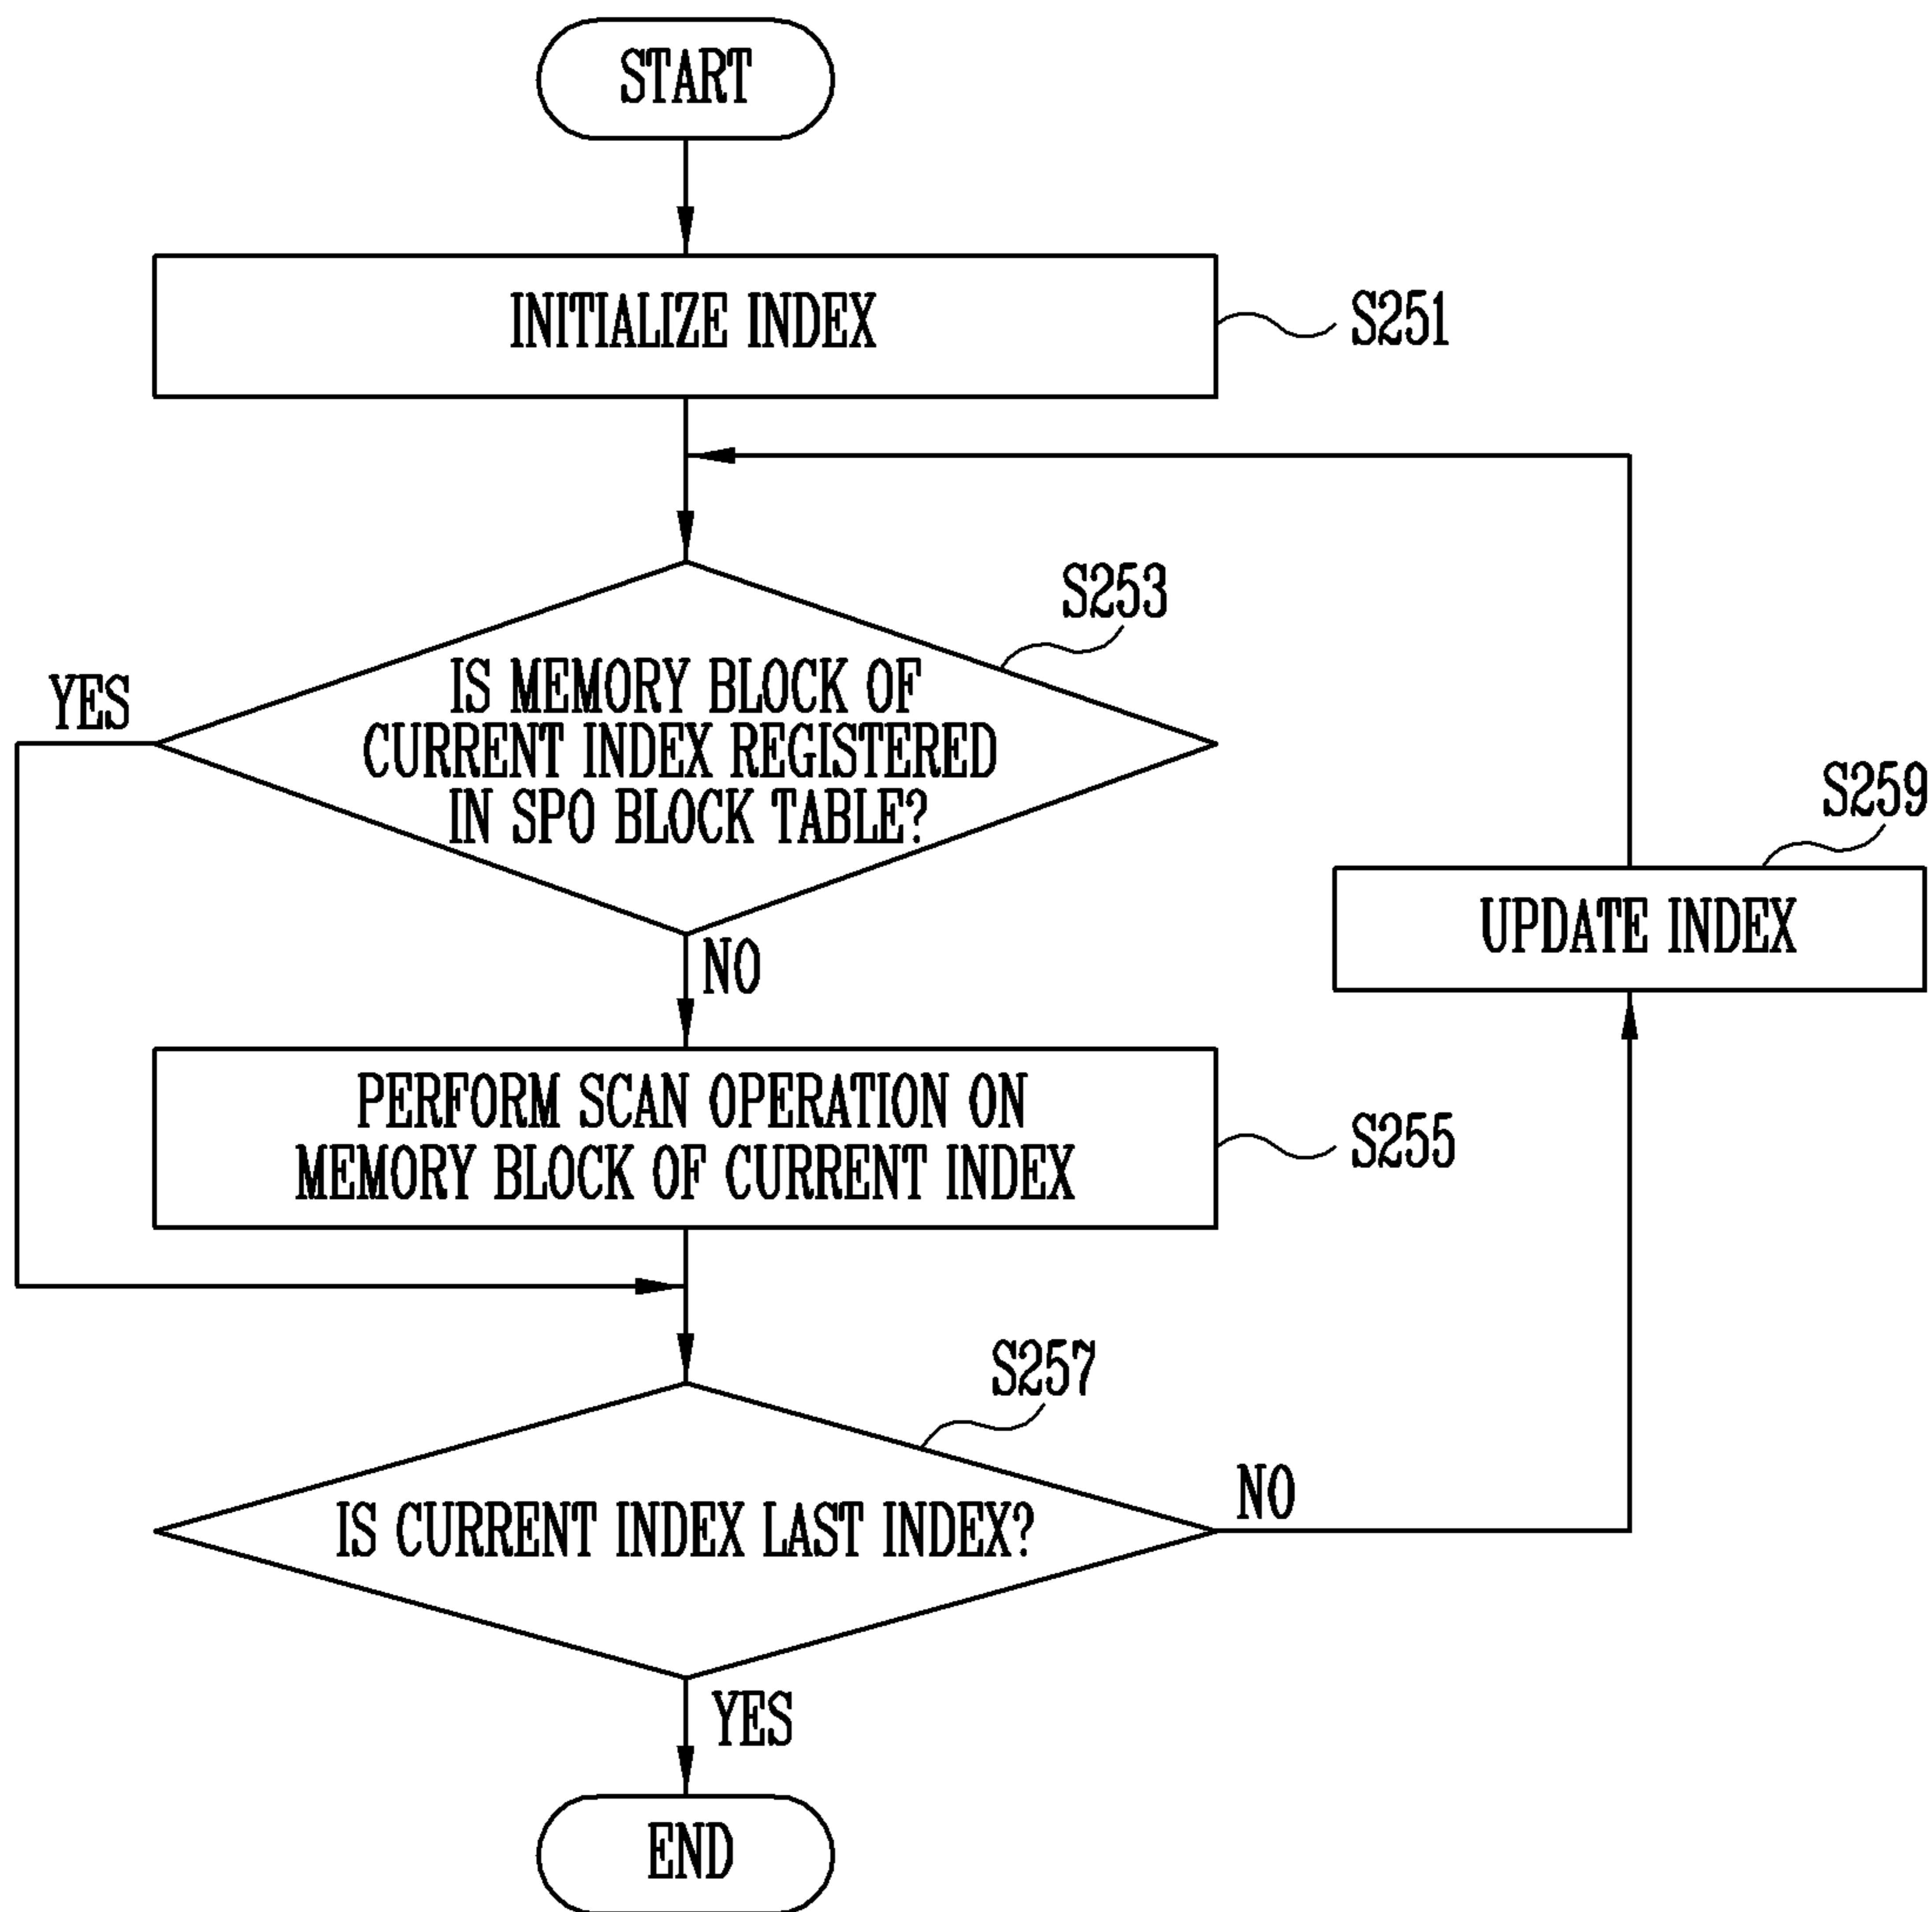 START
INITIALIZE INDEX
S251
S253
YES
IS MEMORY BLOCK OF
CURRENT INDEX REGISTERED
IN SPO BLOCK TABLE?
S259
UPDATE INDEX
NO
PERFORM SCAN OPERATION ON
MEMORY BLOCK OF CURRENT INDEX
S255
S257
IS CURRENT INDEX LAST INDEX?
NO
YES
END